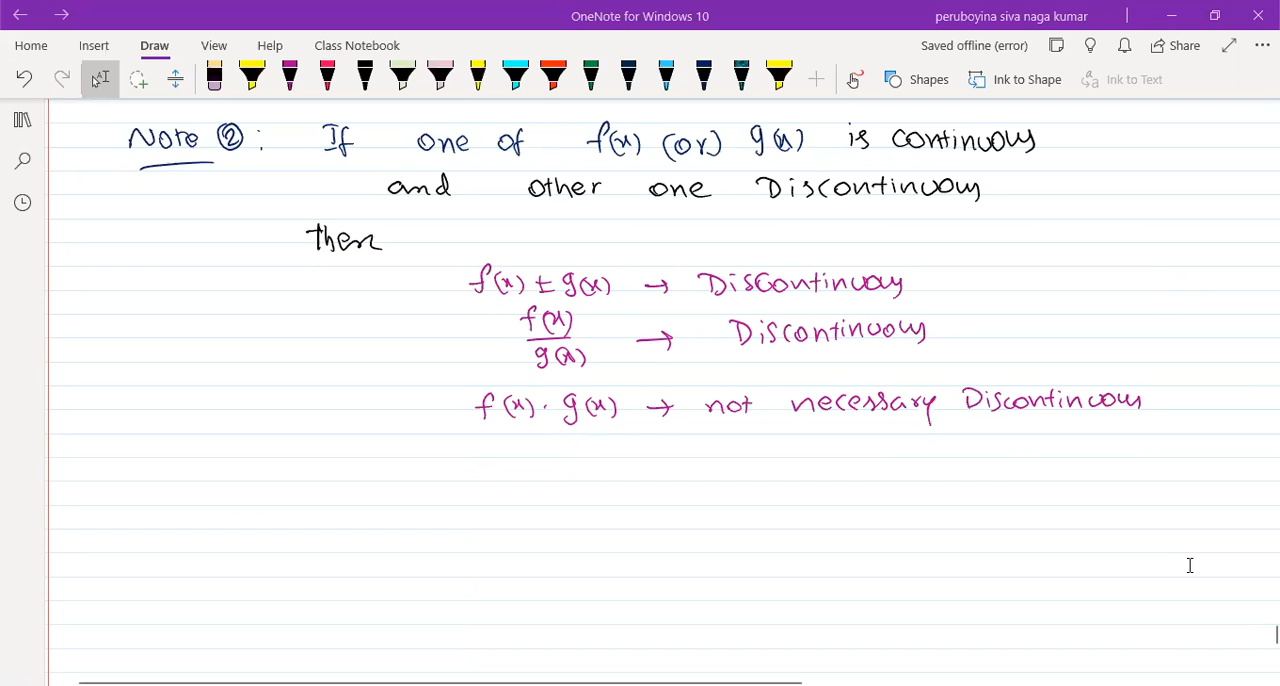 OneNote for Windows 10
peruboyina siva naga kumar
Home Insert Draw View Help Class Notebook
Saved offline (error) Share
Shapes Ink to Shape Ink to Text
Note ②: If one of f(x) (or) g(x) is continuous
and other one Discontinuous
then
f(x) ± g(x) → Discontinuous
f(x)
g(x) → Discontinuous
f(x) . g(x) → not necessary Discontinuous